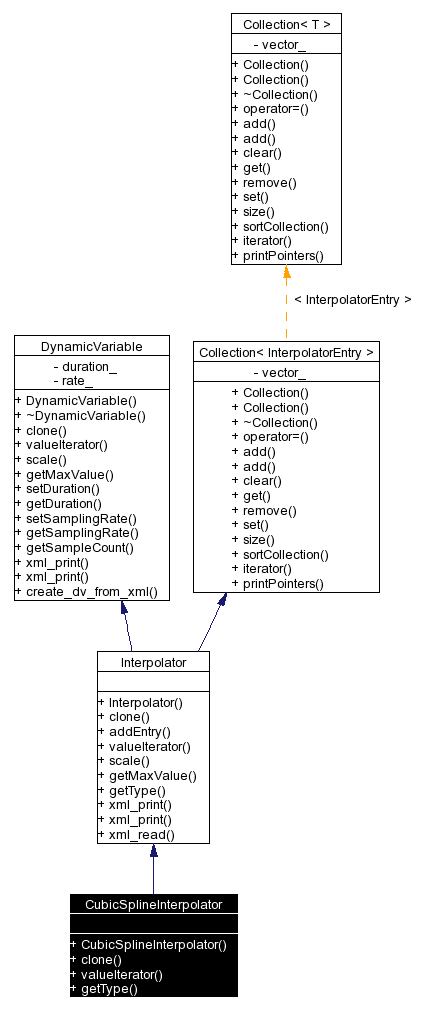 Collection< T >
- vector_
+ Collection()
+ Collection()
+ ~Collection()
+ operator=()
+ add()
+ add()
+ clear()
+ get()
+ remove()
+ set()
+ size()
+ sortCollection()
+ iterator()
+ printPointers()
< InterpolatorEntry >
DynamicVariable
- duration_
- rate_
+ DynamicVariable()
+ ~DynamicVariable()
+ clone()
+ valueIterator()
+ scale()
+ getMaxValue()
+ setDuration()
+ getDuration()
+ setSamplingRate()
+ getSamplingRate()
+ getSampleCount()
+ xml_print()
+ xml_print()
+ create_dv_from_xml()
Collection< InterpolatorEntry >
- vector_
+ Collection()
+ Collection()
+ ~Collection()
+ operator=()
+ add()
+ add()
+ clear()
+ get()
+ remove()
+ set()
+ size()
+ sortCollection()
+ iterator()
+ printPointers()
Interpolator
+ Interpolator()
+ clone()
+ addEntry()
+ valueIterator()
+ scale()
+ getMaxValue()
+ getType()
+ xml_print()
+ xml_print()
+ xml_read()
CubicSplineInterpolator
+ CubicSplineInterpolator()
+ clone()
+ valueIterator()
+ getType()